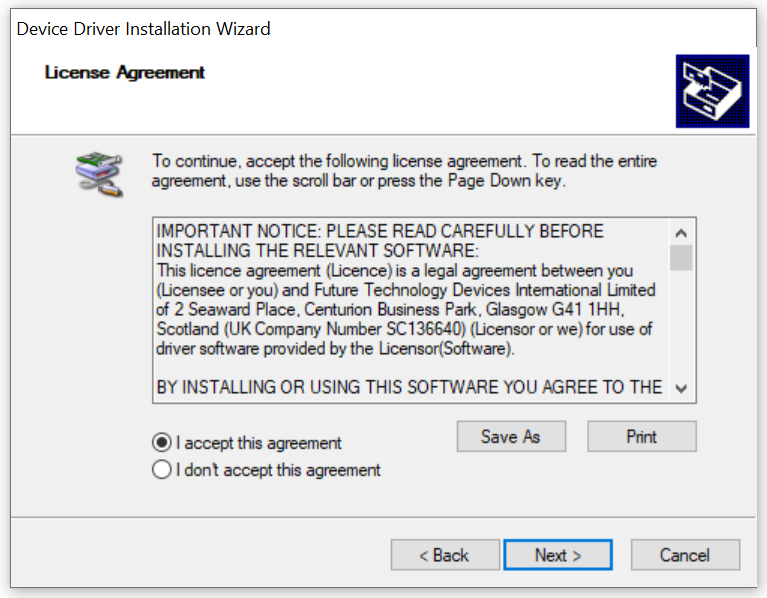 Device Driver Installation Wizard
License Agreement
To continue, accept the following license agreement. To read the entire
agreement, use the scroll bar or press the Page Down key.
IMPORTANT NOTICE: PLEASE READ CAREFULLY BEFORE
INSTALLING THE RELEVANT SOFTWARE:
This licence agreement (Licence) is a legal agreement between you
(Licensee or you) and Future Technology Devices International Limited
of 2 Seaward Place, Centurion Business Park, Glasgow G41 1HH,
Scotland (UK Company Number SC136640) (Licensor or we) for use of
driver software provided by the Licensor(Software).
BY INSTALLING OR USING THIS SOFTWARE YOU AGREE TO THE
I accept this agreement
Save As
Print
I don't accept this agreement
< Back
Next >
Cancel